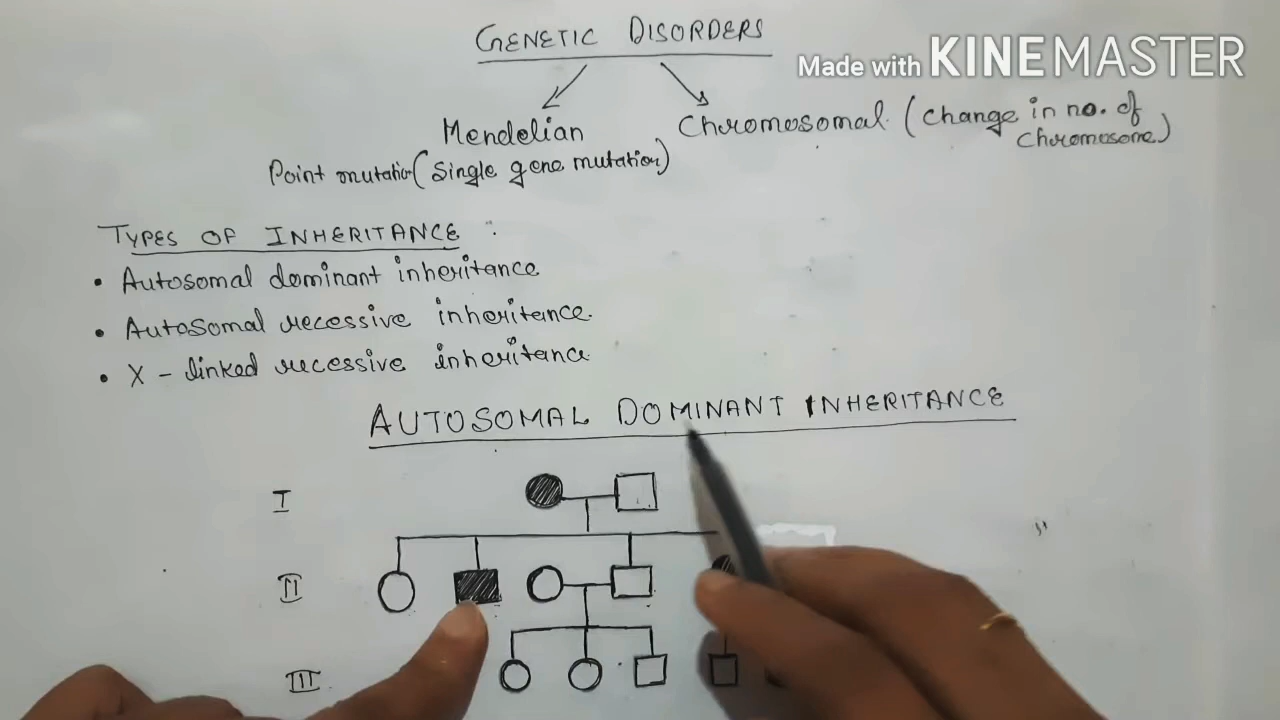 GENETIC DISORDERS
Made with KINEMASTER
Mendelian
Chromosomal (change in no. of
chromosome)
Point mutation (single gene mutation)
TYPES OF INHERITANCE :
• Autosomal dominant inheritance
• Autosomal recessive inheritance.
• X - linked recessive inheritance
AUTOSOMAL DOMINANT INHERITANCE
I
II
III